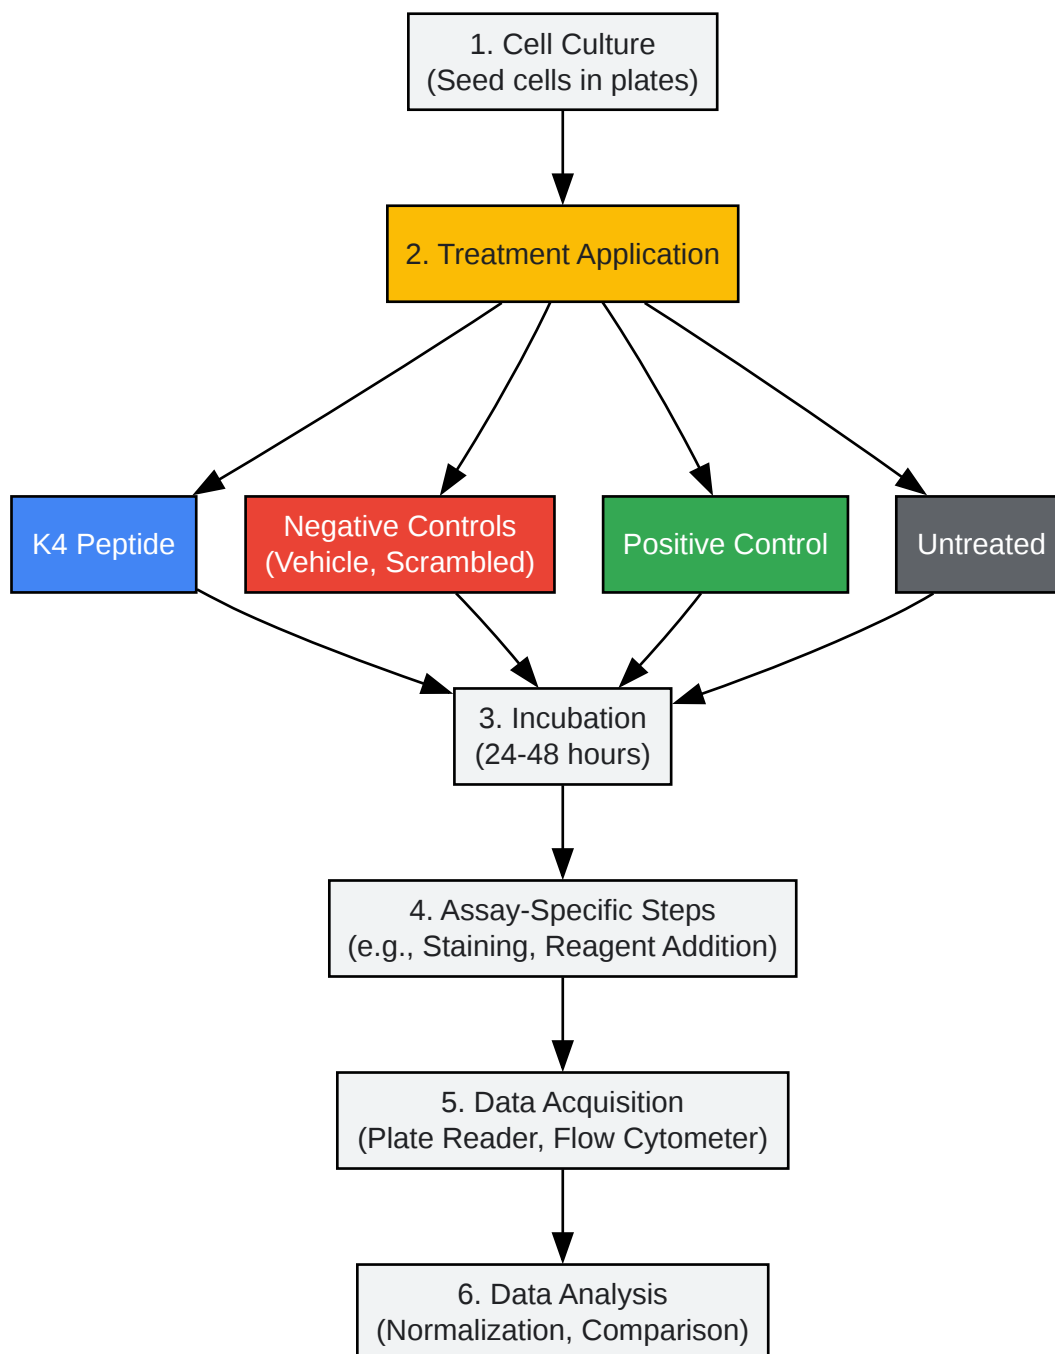 1. Cell Culture
(Seed cells in plates)
2. Treatment Application
K4 Peptide
Negative Controls
(Vehicle, Scrambled)
Positive Control
Untreated
3. Incubation
(24-48 hours)
4. Assay-Specific Steps
(e.g., Staining, Reagent Addition)
5. Data Acquisition
(Plate Reader, Flow Cytometer)
6. Data Analysis
(Normalization, Comparison)